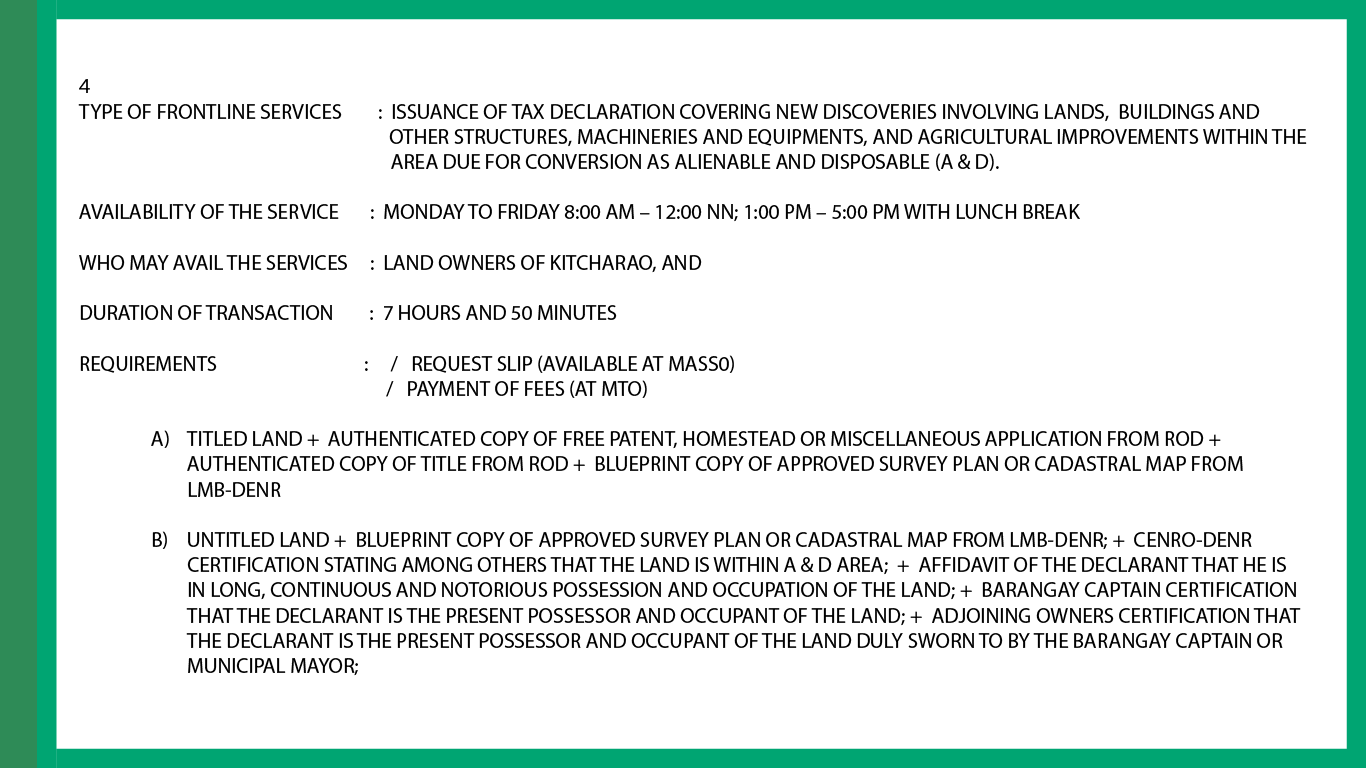 4
TYPE OF FRONTLINE SERVICES : ISSUANCE OF TAX DECLARATION COVERING NEW DISCOVERIES INVOLVING LANDS, BUILDINGS AND
OTHER STRUCTURES, MACHINERIES AND EQUIPMENTS, AND AGRICULTURAL IMPROVEMENTS WITHIN THE
AREA DUE FOR CONVERSION AS ALIENABLE AND DISPOSABLE (A & D).
AVAILABILITY OF THE SERVICE : MONDAY TO FRIDAY 8:00 AM – 12:00 NN; 1:00 PM – 5:00 PM WITH LUNCH BREAK
WHO MAY AVAIL THE SERVICES : LAND OWNERS OF KITCHARAO, AND
DURATION OF TRANSACTION : 7 HOURS AND 50 MINUTES
REQUIREMENTS : / REQUEST SLIP (AVAILABLE AT MASS0)
/ PAYMENT OF FEES (AT MTO)
A) TITLED LAND + AUTHENTICATED COPY OF FREE PATENT, HOMESTEAD OR MISCELLANEOUS APPLICATION FROM ROD +
AUTHENTICATED COPY OF TITLE FROM ROD + BLUEPRINT COPY OF APPROVED SURVEY PLAN OR CADASTRAL MAP FROM
LMB-DENR
B) UNTITLED LAND + BLUEPRINT COPY OF APPROVED SURVEY PLAN OR CADASTRAL MAP FROM LMB-DENR; + CENRO-DENR
CERTIFICATION STATING AMONG OTHERS THAT THE LAND IS WITHIN A & D AREA; + AFFIDAVIT OF THE DECLARANT THAT HE IS
IN LONG, CONTINUOUS AND NOTORIOUS POSSESSION AND OCCUPATION OF THE LAND; + BARANGAY CAPTAIN CERTIFICATION
THAT THE DECLARANT IS THE PRESENT POSSESSOR AND OCCUPANT OF THE LAND; + ADJOINING OWNERS CERTIFICATION THAT
THE DECLARANT IS THE PRESENT POSSESSOR AND OCCUPANT OF THE LAND DULY SWORN TO BY THE BARANGAY CAPTAIN OR
MUNICIPAL MAYOR;